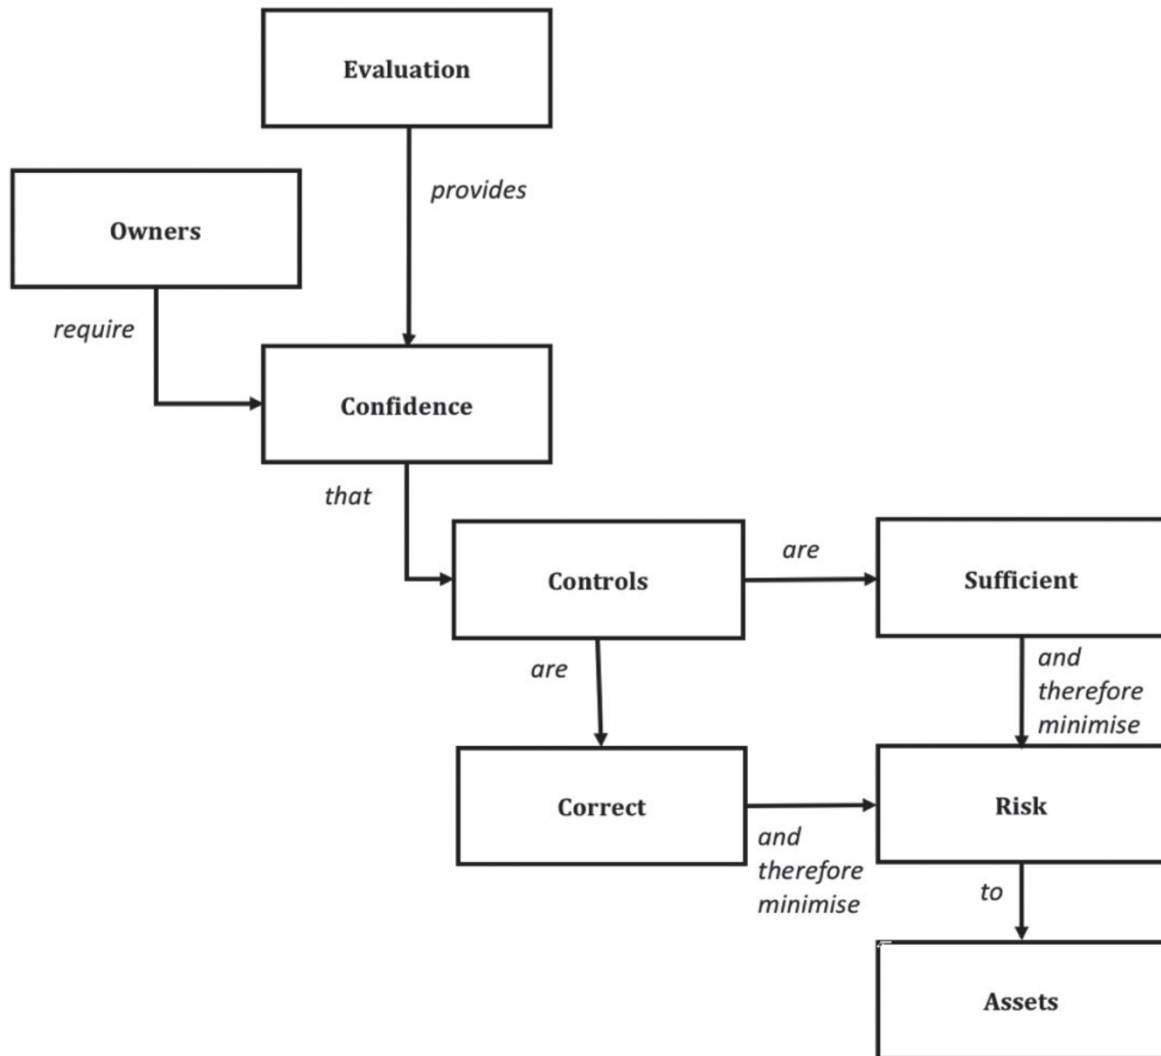 Evaluation
provides
Owners
require
Confidence
that
Controls
are
Sufficient
are
and
therefore
minimise
Correct
and
therefore
minimise
Risk
to
Assets